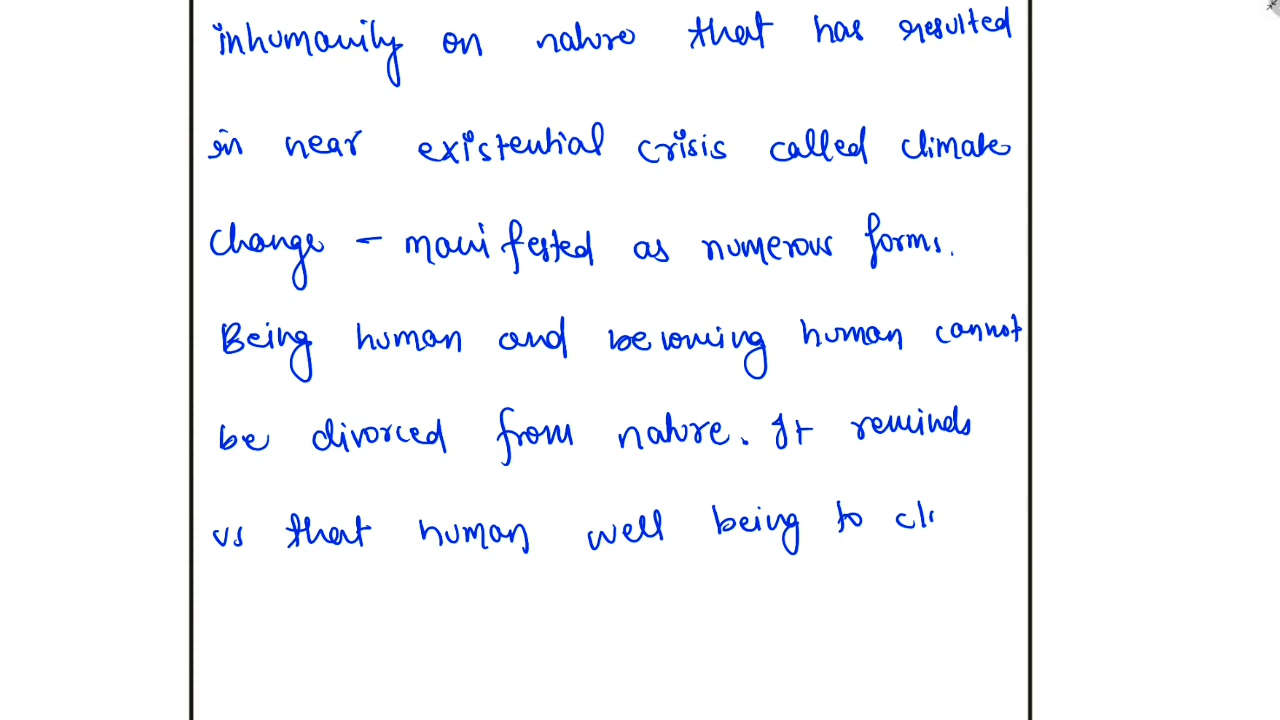 inhumanity on nature that has resulted
in near existential crisis called climate
change - manifested as numerous forms.
Being human and becoming human cannot
be divorced from nature. It reminds
us that human well being to cl